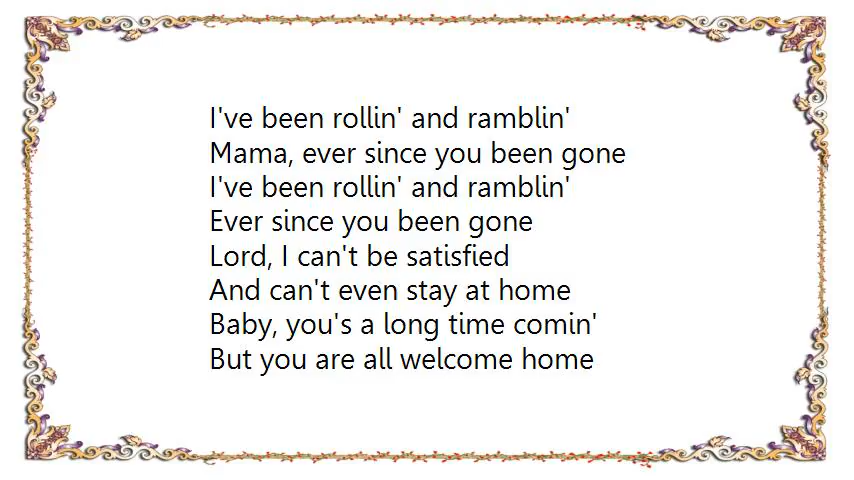 I've been rollin' and ramblin'
Mama, ever since you been gone
I've been rollin' and ramblin'
Ever since you been gone
Lord, I can't be satisfied
And can't even stay at home
Baby, you's a long time comin'
But you are all welcome home